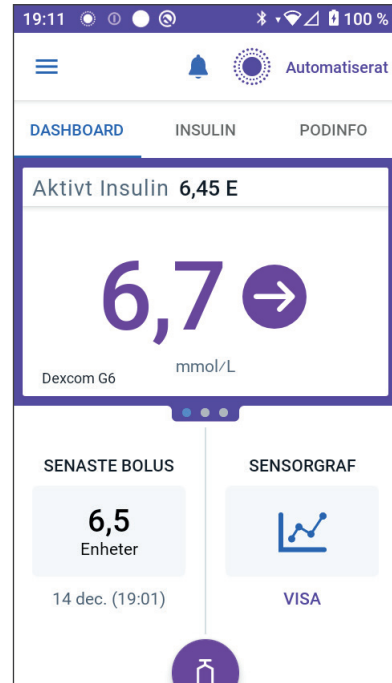 19:11 100 %
Automatiserat
DASHBOARD INSULIN PODINFO
Aktivt Insulin 6,45 E
6,7
mmol/L
Dexcom G6
SENASTE BOLUS SENSORGRAF
6,5
Enheter
14 dec. (19:01) VISA